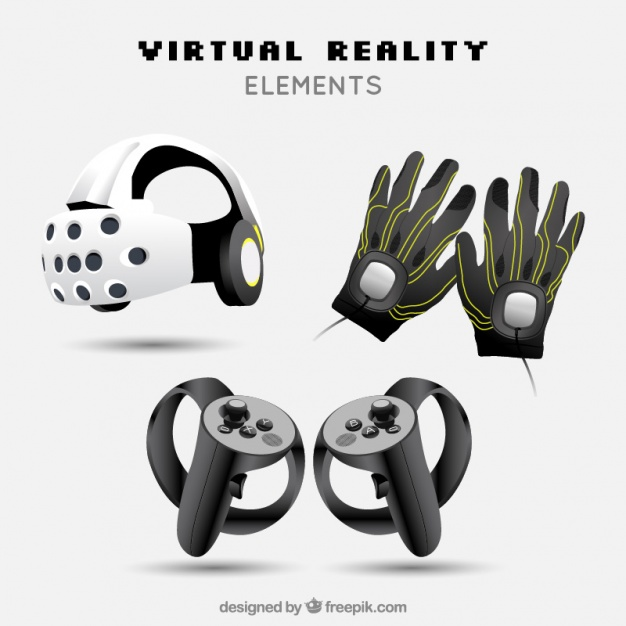 VIRTUAL REALITY
ELEMENTS
X Y
B A
designed by freepik.com